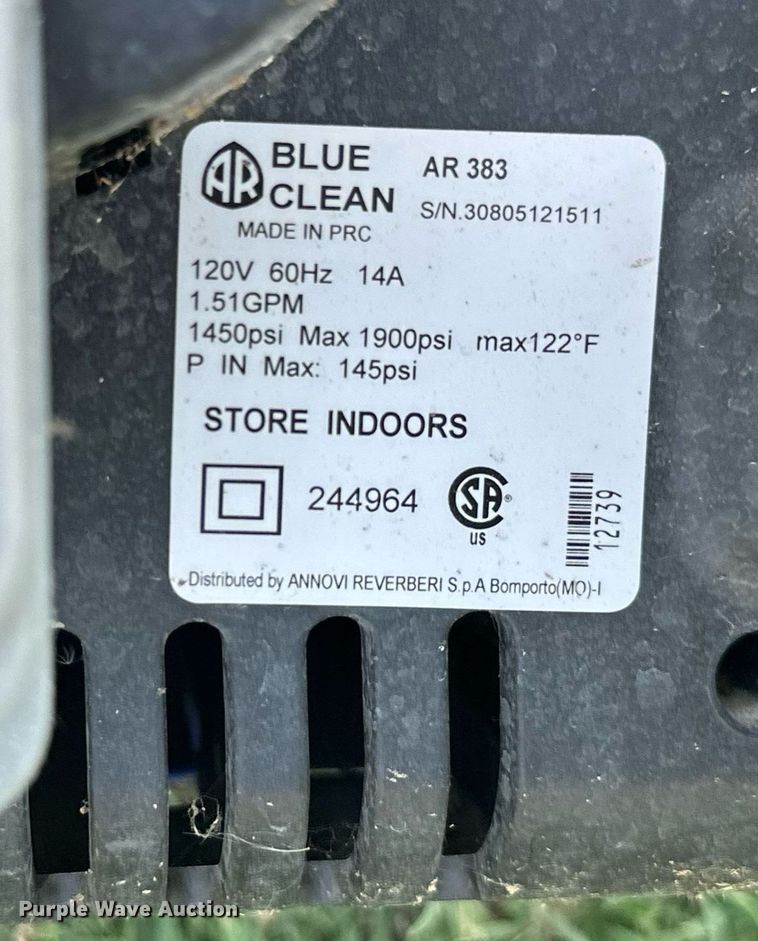 AR BLUE CLEAN
AR 383
S/N.30805121511
MADE IN PRC
120V 60Hz 14A
1.51GPM
1450psi Max 1900psi max122°F
P IN Max: 145psi
STORE INDOORS
244964
SA®
us
12739
Distributed by ANNOVI REVERBERI S.p.A Bomporto(MO)-I
Purple Wave Auction